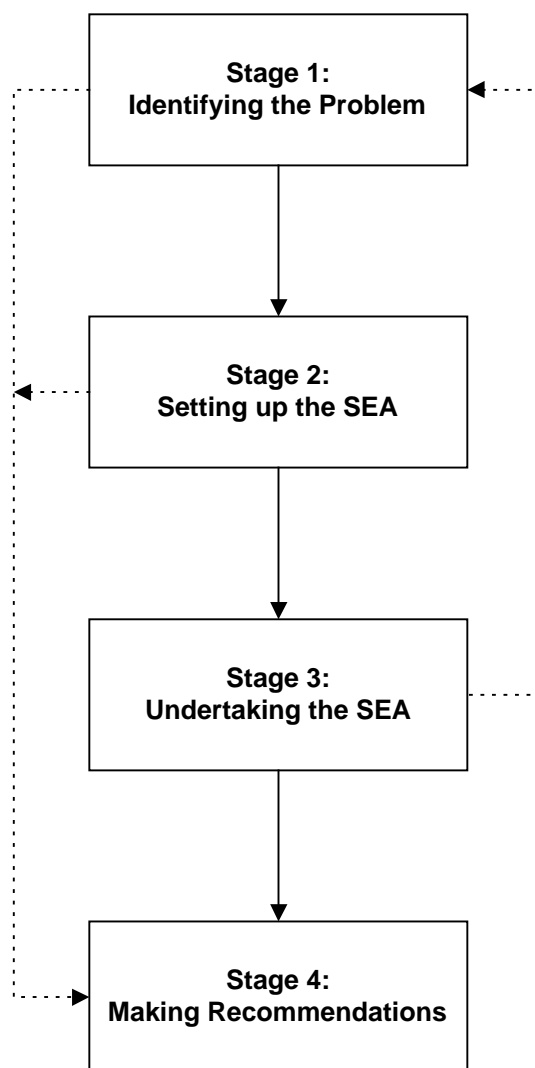 Stage 1:
Identifying the Problem
Stage 2:
Setting up the SEA
Stage 3:
Undertaking the SEA
Stage 4:
Making Recommendations